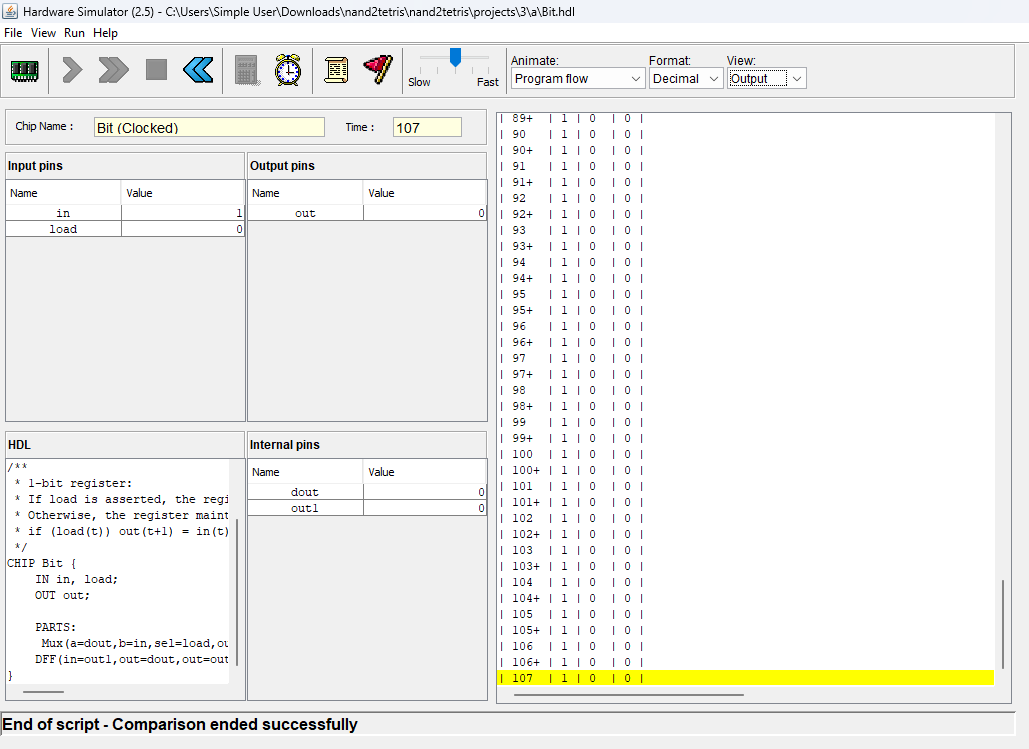 Hardware Simulator (2.5) - C:\Users\Simple User\Downloads\nand2tetris\nand2tetris\projects\3\a\Bit.hdl
File View Run Help
Slow Fast
Animate: Format: View:
Program flow Decimal Output
Chip Name : Bit (Clocked) Time : 107
Input pins
Name Value
in 1
load 0
Output pins
Name Value
out 0
HDL
/**
* 1-bit register:
* If load is asserted, the regi
* Otherwise, the register maint
* if (load(t)) out(t+1) = in(t)
*/
CHIP Bit {
IN in, load;
OUT out;
PARTS:
Mux(a=dout,b=in,sel=load,ou
DFF(in=out1,out=dout,out=out
}
Internal pins
Name Value
dout 0
out1 0
| 89+ | 1 | 0 | 0 |
| 90 | 1 | 0 | 0 |
| 90+ | 1 | 0 | 0 |
| 91 | 1 | 0 | 0 |
| 91+ | 1 | 0 | 0 |
| 92 | 1 | 0 | 0 |
| 92+ | 1 | 0 | 0 |
| 93 | 1 | 0 | 0 |
| 93+ | 1 | 0 | 0 |
| 94 | 1 | 0 | 0 |
| 94+ | 1 | 0 | 0 |
| 95 | 1 | 0 | 0 |
| 95+ | 1 | 0 | 0 |
| 96 | 1 | 0 | 0 |
| 96+ | 1 | 0 | 0 |
| 97 | 1 | 0 | 0 |
| 97+ | 1 | 0 | 0 |
| 98 | 1 | 0 | 0 |
| 98+ | 1 | 0 | 0 |
| 99 | 1 | 0 | 0 |
| 99+ | 1 | 0 | 0 |
| 100 | 1 | 0 | 0 |
| 100+ | 1 | 0 | 0 |
| 101 | 1 | 0 | 0 |
| 101+ | 1 | 0 | 0 |
| 102 | 1 | 0 | 0 |
| 102+ | 1 | 0 | 0 |
| 103 | 1 | 0 | 0 |
| 103+ | 1 | 0 | 0 |
| 104 | 1 | 0 | 0 |
| 104+ | 1 | 0 | 0 |
| 105 | 1 | 0 | 0 |
| 105+ | 1 | 0 | 0 |
| 106 | 1 | 0 | 0 |
| 106+ | 1 | 0 | 0 |
| 107 | 1 | 0 | 0 |
End of script - Comparison ended successfully